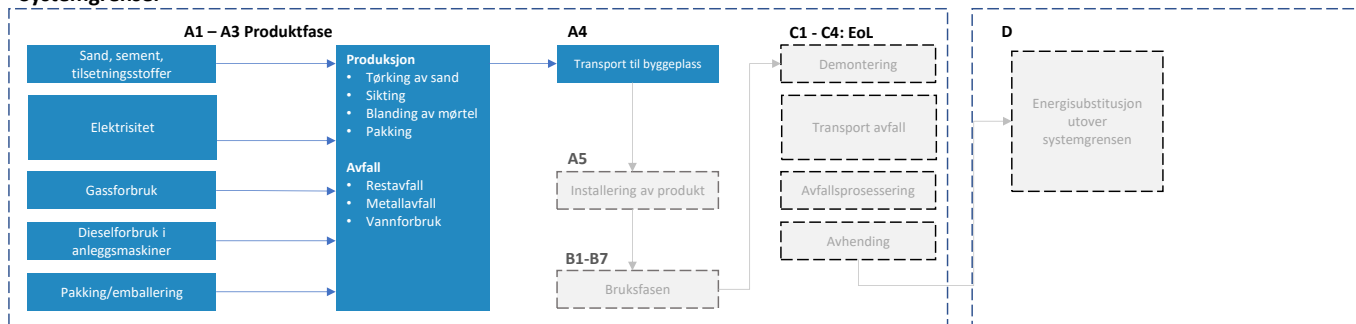 A1 – A3 Produktfase
Sand, sement,
tilsetningsstoffer
Elektrisitet
Gassforbruk
Dieselforbruk i
anleggsmaskiner
Pakking/emballering
Produksjon
• Tørking av sand
• Sikting
• Blanding av mørtel
• Pakking
Avfall
• Restavfall
• Metallavfall
• Vannforbruk
A4
Transport til byggeplass
A5
Installering av produkt
B1-B7
Bruksfasen
C1 - C4: EoL
Demontering
Transport avfall
Avfallsprosessering
Avhending
D
Energisubstitusjon
utover
systemgrensen